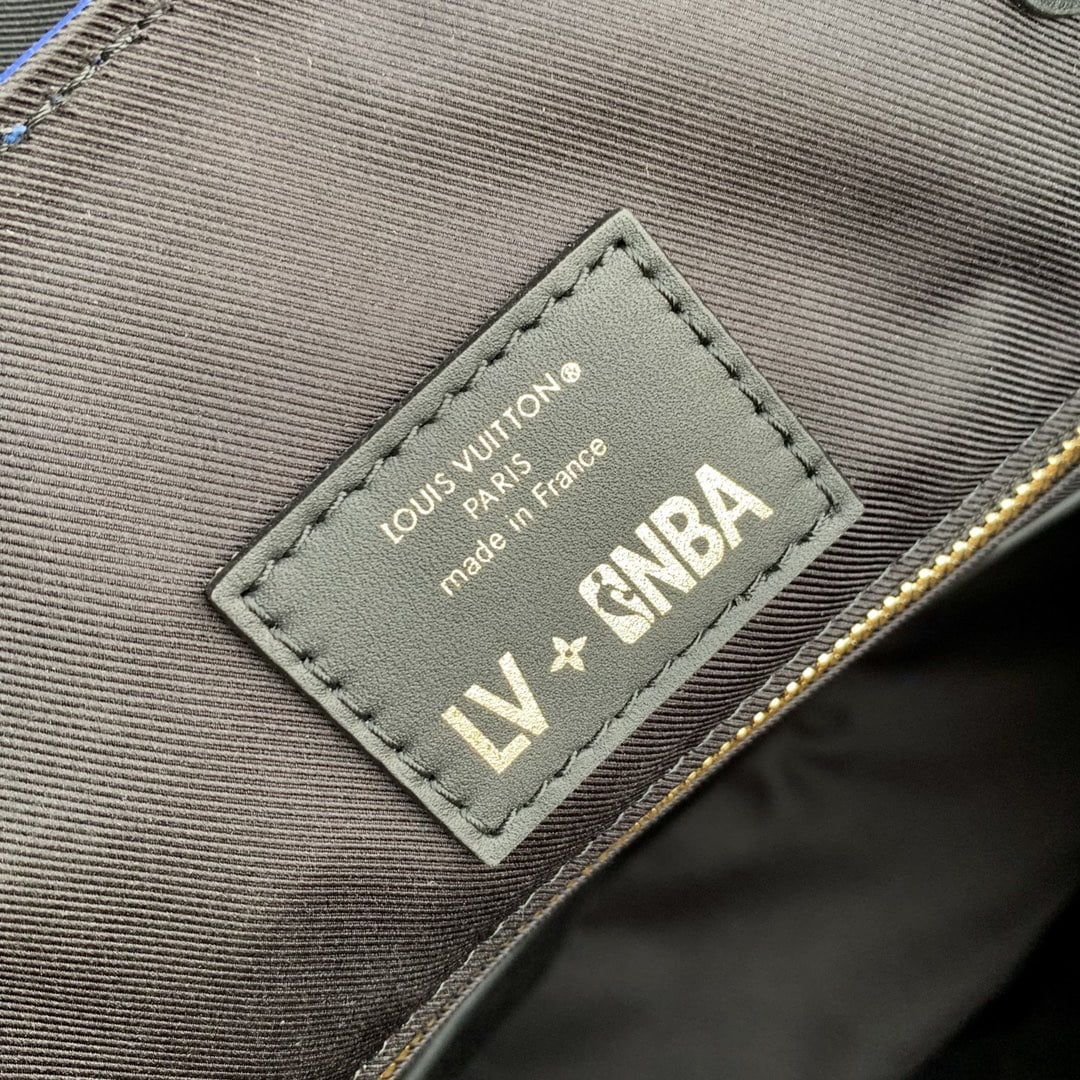 LOUIS VUITTON®
PARIS
made in France
LV NBA